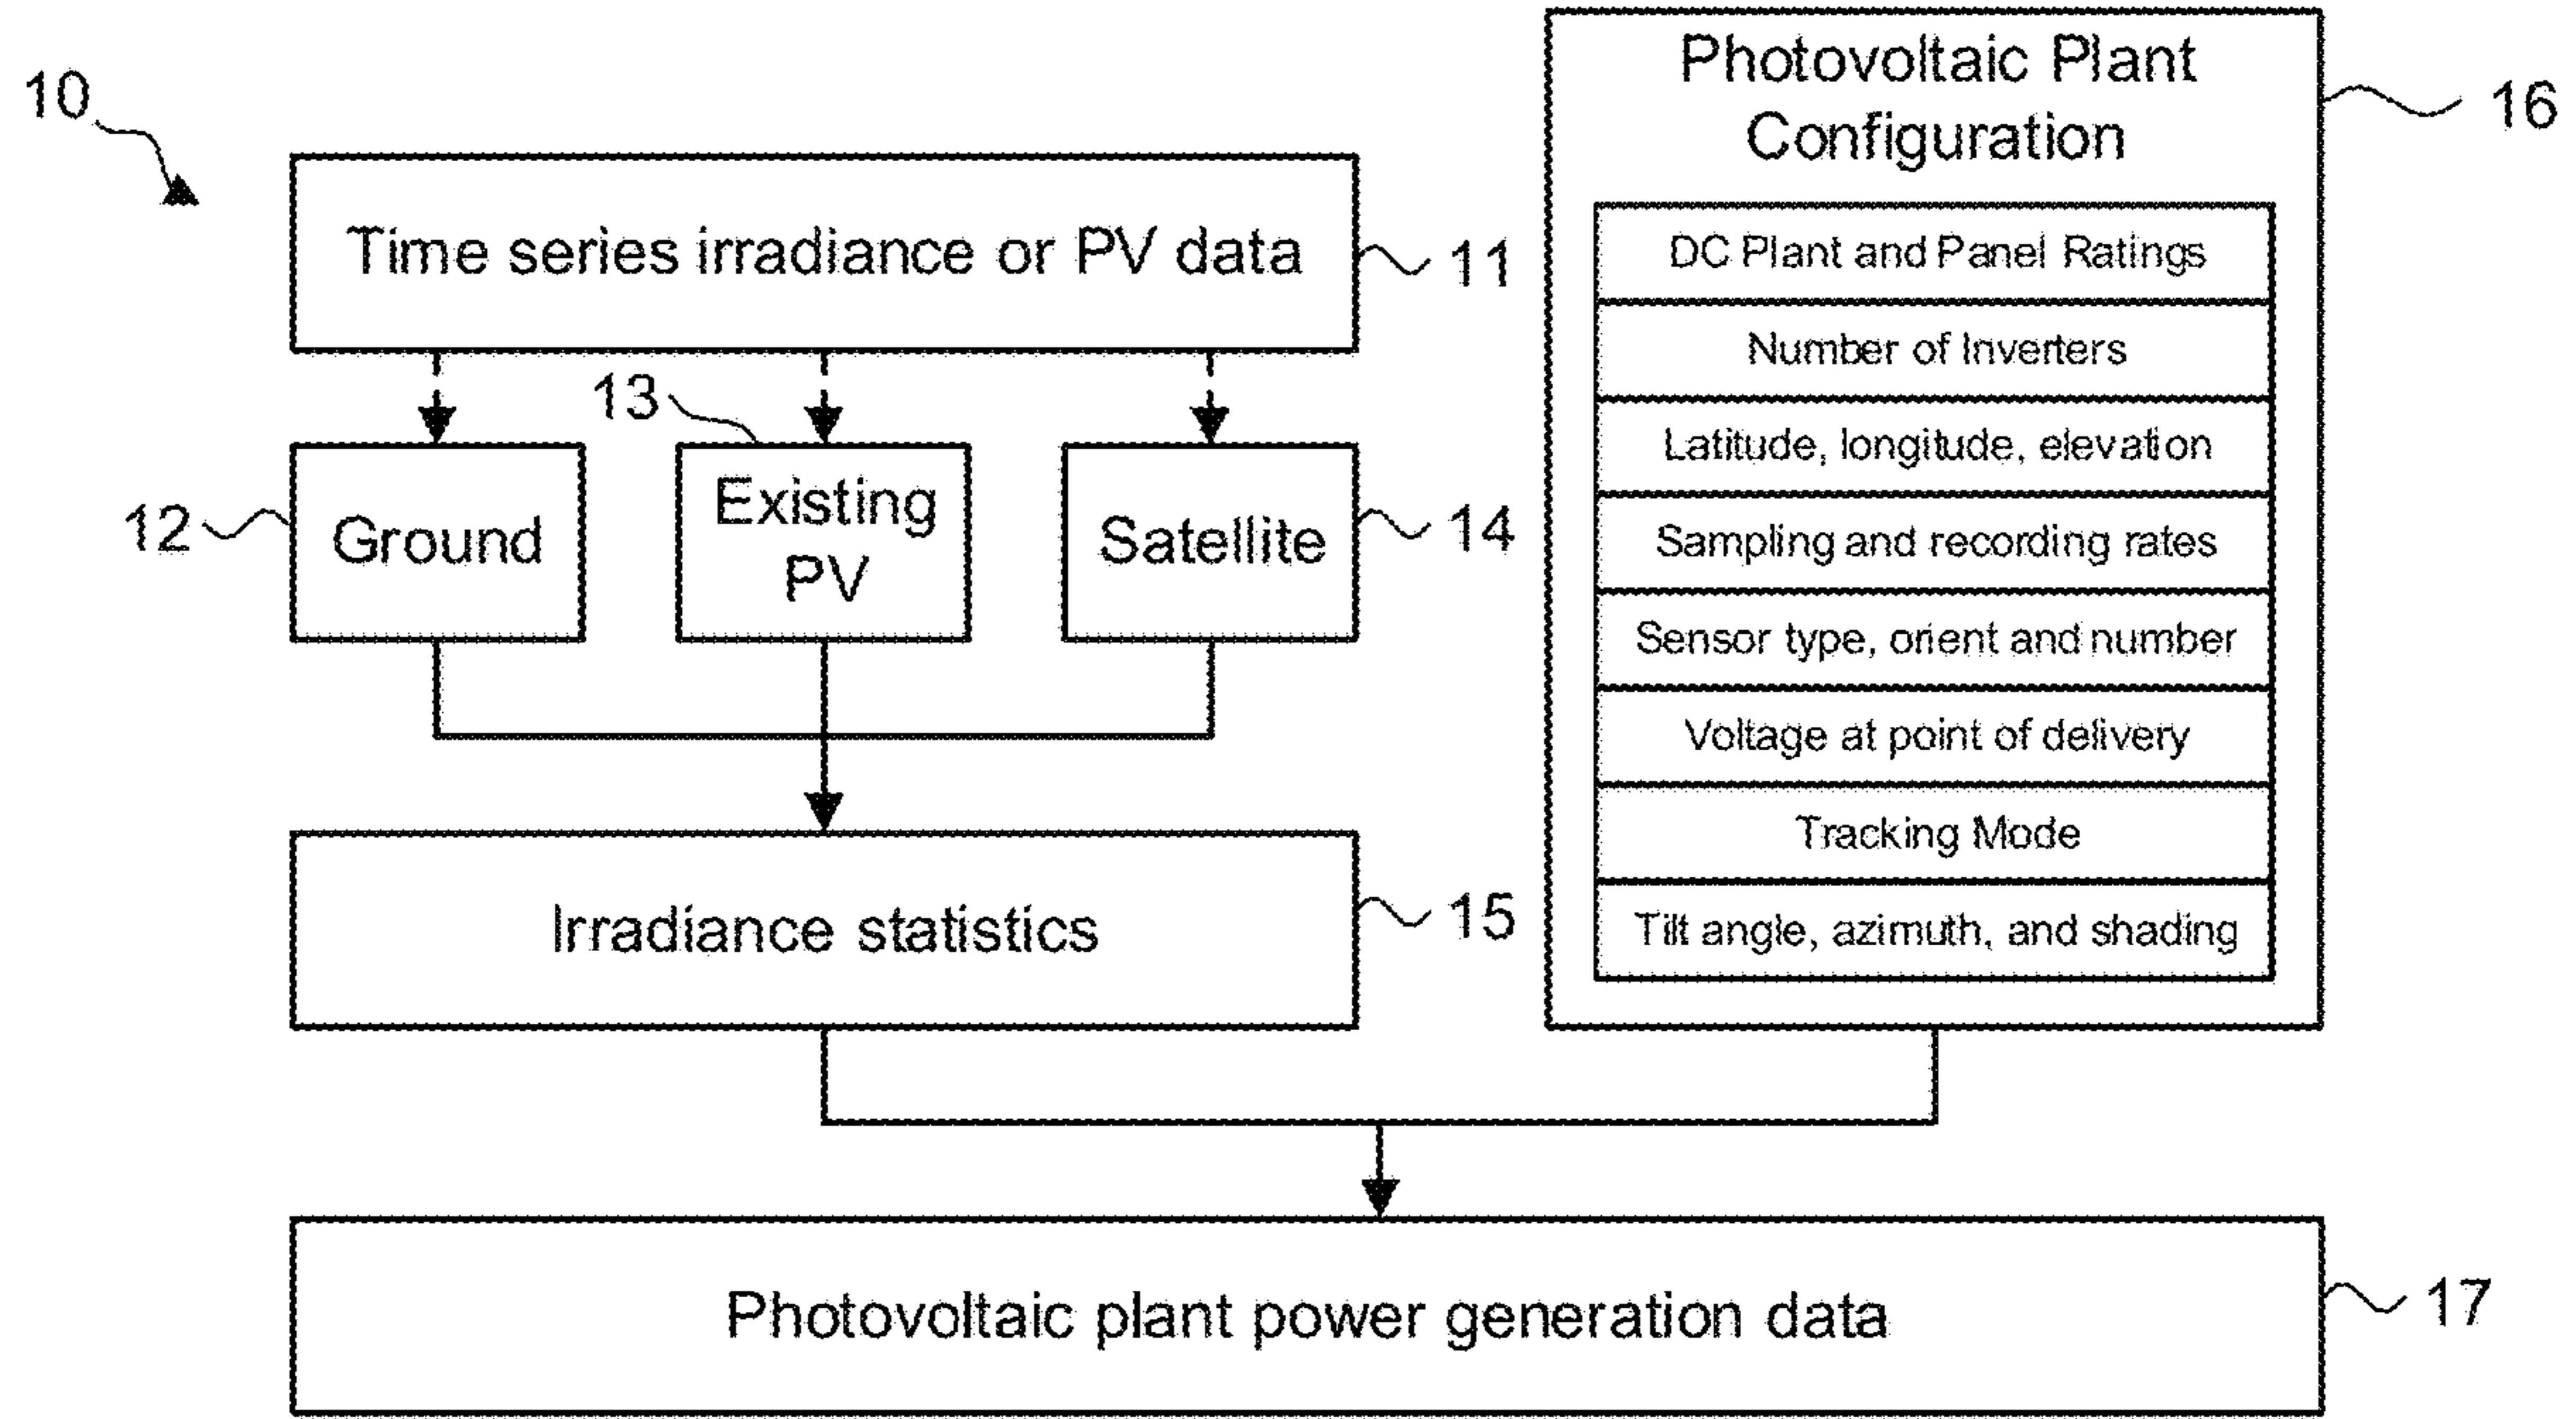 10
Time series irradiance or PV data
11
12
Ground
13
Existing
PV
Satellite
14
Irradiance statistics
15
Photovoltaic Plant
Configuration
16
DC Plant and Panel Ratings
Number of Inverters
Latitude, longitude, elevation
Sampling and recording rates
Sensor type, orient and number
Voltage at point of delivery
Tracking Mode
Tilt angle, azimuth, and shading
Photovoltaic plant power generation data
17